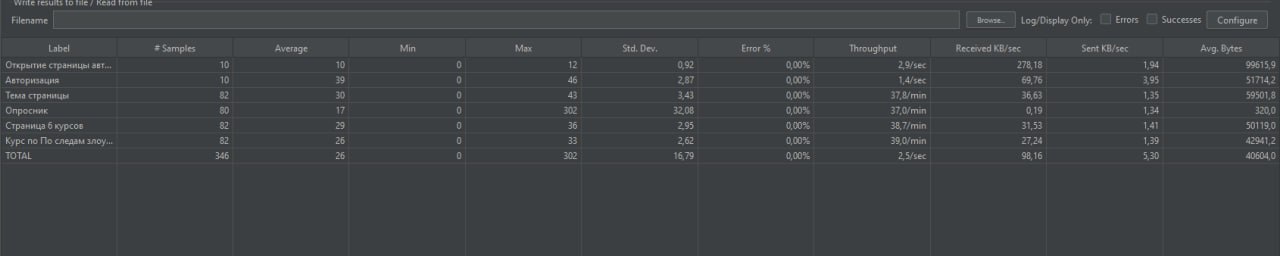 Write results to file / Read from file
Filename Browse... Log/Display Only: Errors Successes Configure
Label # Samples Average Min Max Std. Dev. Error % Throughput Received KB/sec Sent KB/sec Avg. Bytes
Открытие страницы авт... 10 10 0 12 0,92 0,00% 2,9/sec 278,18 1,94 99615,9
Авторизация 10 39 0 46 2,87 0,00% 1,4/sec 69,76 3,95 51714,2
Тема страницы 82 30 0 43 3,43 0,00% 37,8/min 36,63 1,35 59501,8
Опросник 80 17 0 302 32,08 0,00% 37,0/min 0,19 1,34 320,0
Страница 6 курсов 82 29 0 36 2,95 0,00% 38,7/min 31,53 1,41 50119,0
Курс по По следам злоу... 82 26 0 33 2,62 0,00% 39,0/min 27,24 1,39 42941,2
TOTAL 346 26 0 302 16,79 0,00% 2,5/sec 98,16 5,30 40604,0